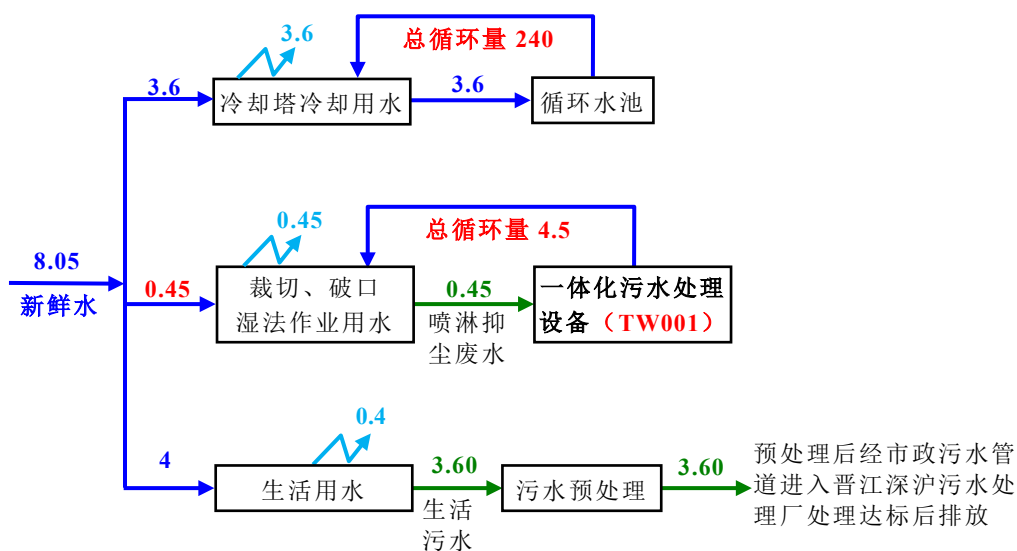 3.6
总循环量 240
3.6
冷却塔冷却用水
3.6
循环水池
0.45
总循环量 4.5
8.05
新鲜水
0.45
裁切、破口
湿法作业用水
0.45
喷淋抑
尘废水
一体化污水处理
设备（TW001）
0.4
4
生活用水
3.60
生活
污水
污水预处理
3.60
预处理后经市政污水管
道进入晋江深沪污水处
理厂处理达标后排放